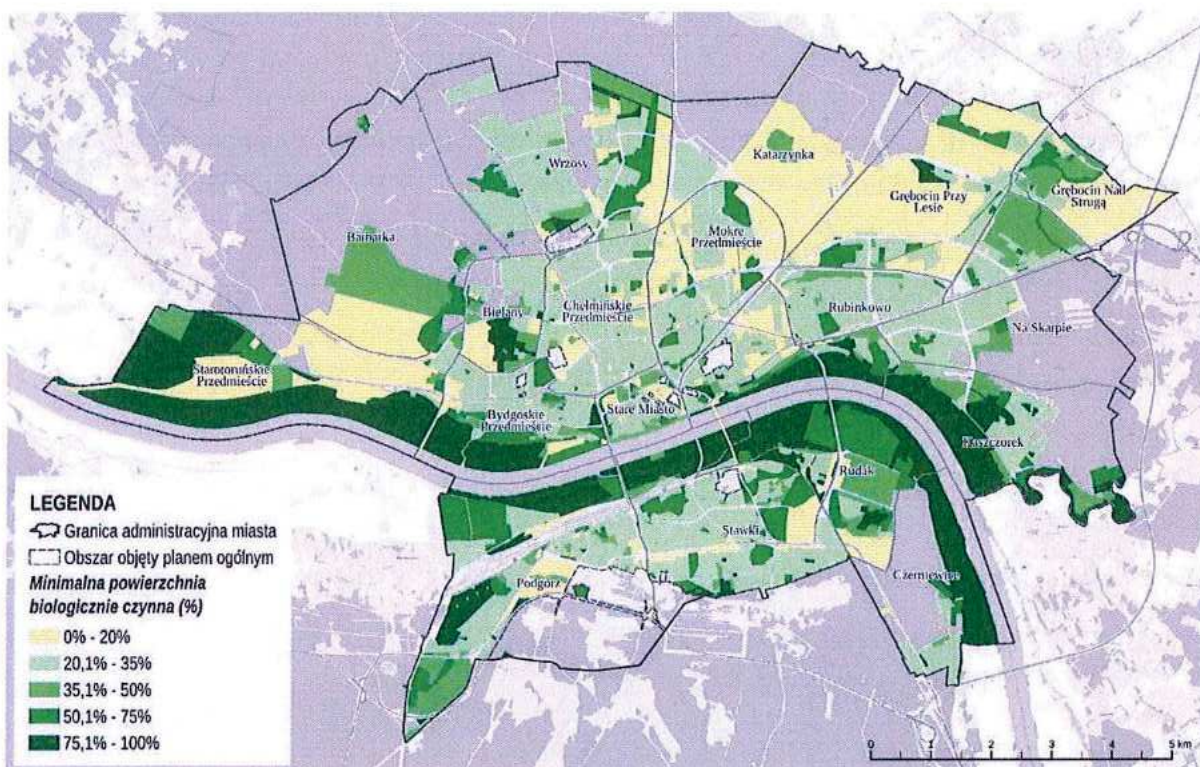 Wrzosy
Katarzynka
Grębocin Przy
Lesie
Grębocin Nad
Strugą
Barbarka
Mokre
Przedmieście
Bielany
Chełmińskie
Przedmieście
Rubinkowo
Na Skarpie
Starotoruńskie
Przedmieście
Bydgoskie
Przedmieście
Stare Miasto
Kaszczorek
Rudak
Stawki
Podgórz
Czerniewice
LEGENDA
Granica administracyjna miasta
Obszar objęty planem ogólnym
Minimalna powierzchnia
biologicznie czynna (%)
0% - 20%
20,1% - 35%
35,1% - 50%
50,1% - 75%
75,1% - 100%
0 1 2 3 4 5 km